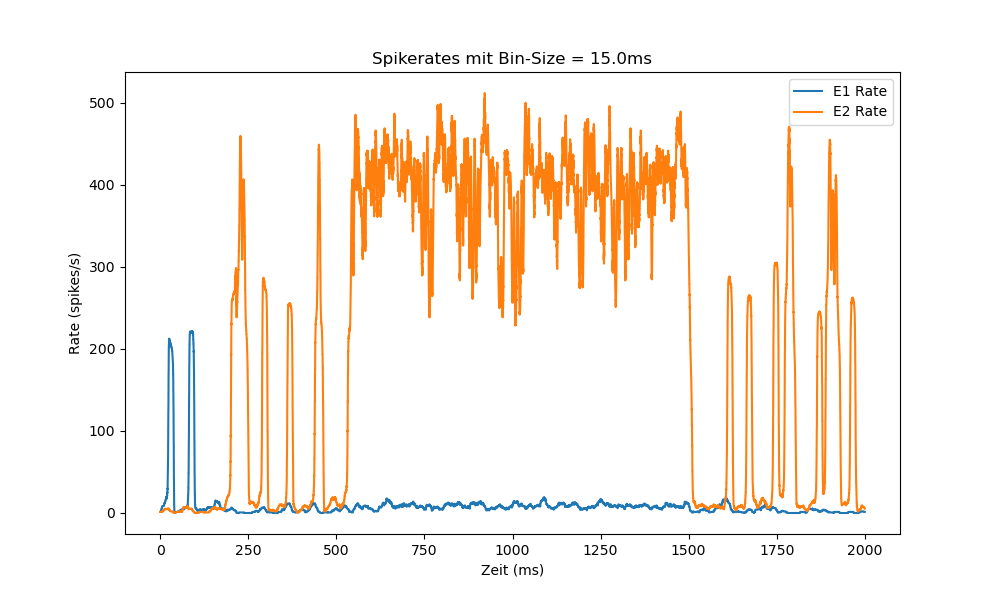 Spikerates mit Bin-Size = 15.0ms
E1 Rate
E2 Rate
Rate (spikes/s)
500
400
300
200
100
0
0 250 500 750 1000 1250 1500 1750 2000
Zeit (ms)